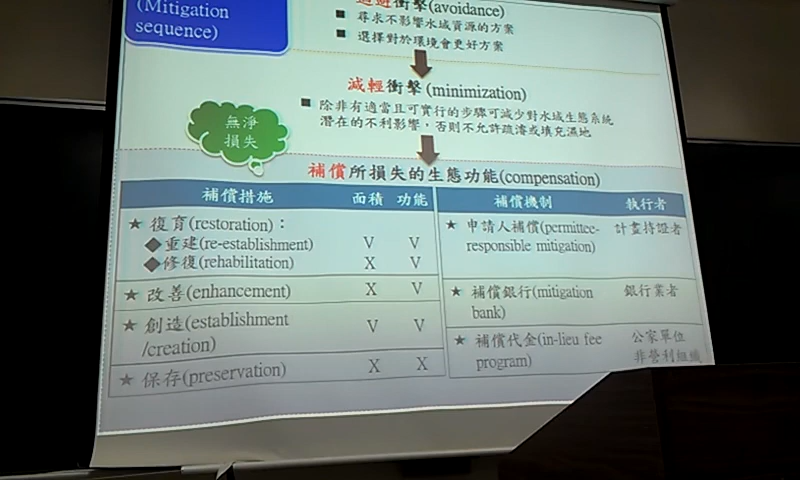 (Mitigation
sequence)
迴避衝擊(avoidance)
■ 尋求不影響水域資源的方案
■ 選擇對於環境會更好方案
減輕衝擊(minimization)
■ 除非有適當且可實行的步驟可減少對水域生態系統
潛在的不利影響，否則不允許疏濬或填充濕地
無淨
損失
補償所損失的生態功能(compensation)
補償措施 面積 功能
★ 復育(restoration)：
◆重建(re-establishment) V V
◆修復(rehabilitation) X V
★ 改善(enhancement) X V
★ 創造(establishment
/creation) V V
★ 保存(preservation) X X
補償機制 執行者
★ 申請人補償(permittee- 計畫持證者
responsible mitigation)
★ 補償銀行(mitigation 銀行業者
bank)
★ 補償代金(in-lieu fee 公家單位
program) 非營利組織